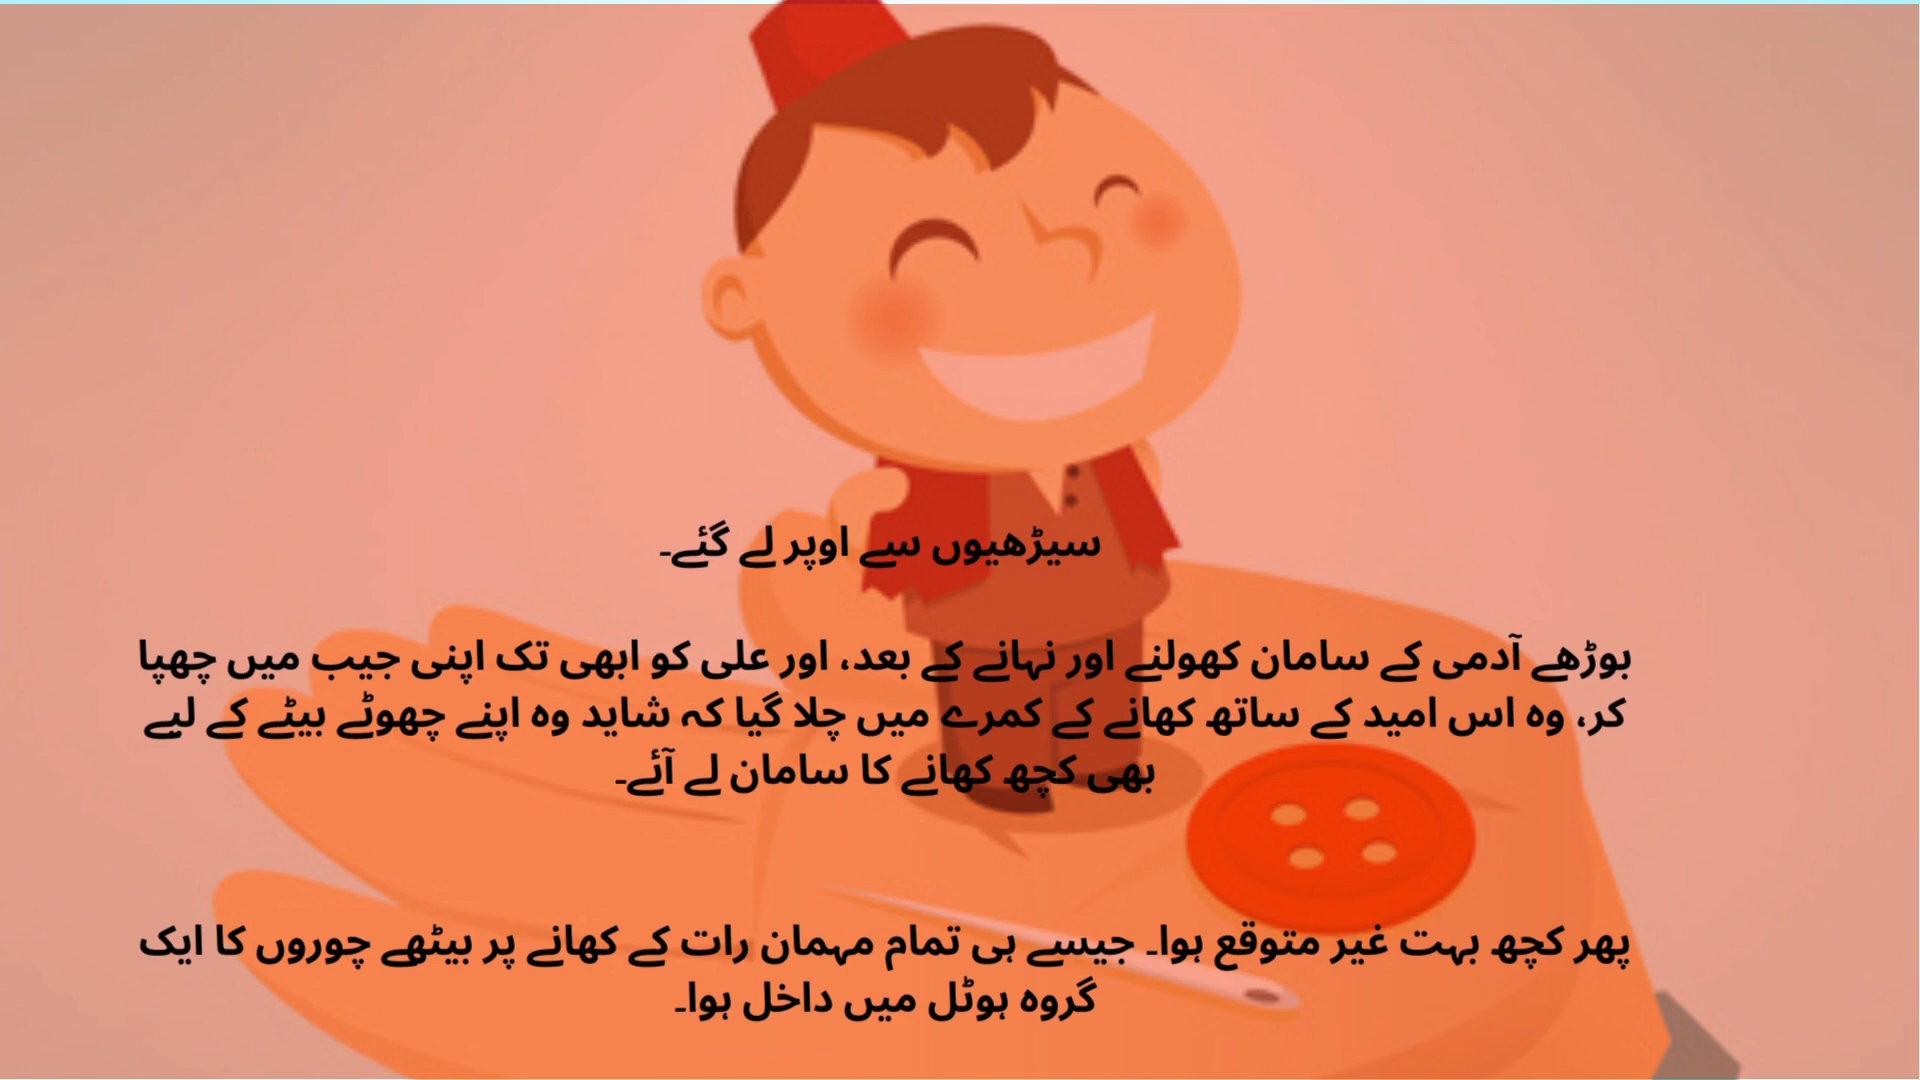 سیڑھیوں سے اوپر لے گئے۔
بوڑھے آدمی کے سامان کھولنے اور نہانے کے بعد، اور علی کو ابھی تک اپنی جیب میں چھپا
کر، وہ اس امید کے ساتھ کھانے کے کمرے میں چلا گیا کہ شاید وہ اپنے چھوٹے بیٹے کے لیے
بھی کچھ کھانے کا سامان لے آئے۔
پھر کچھ بہت غیر متوقع ہوا۔ جیسے ہی تمام مہمان رات کے کھانے پر بیٹھے چوروں کا ایک
گروہ ہوٹل میں داخل ہوا۔